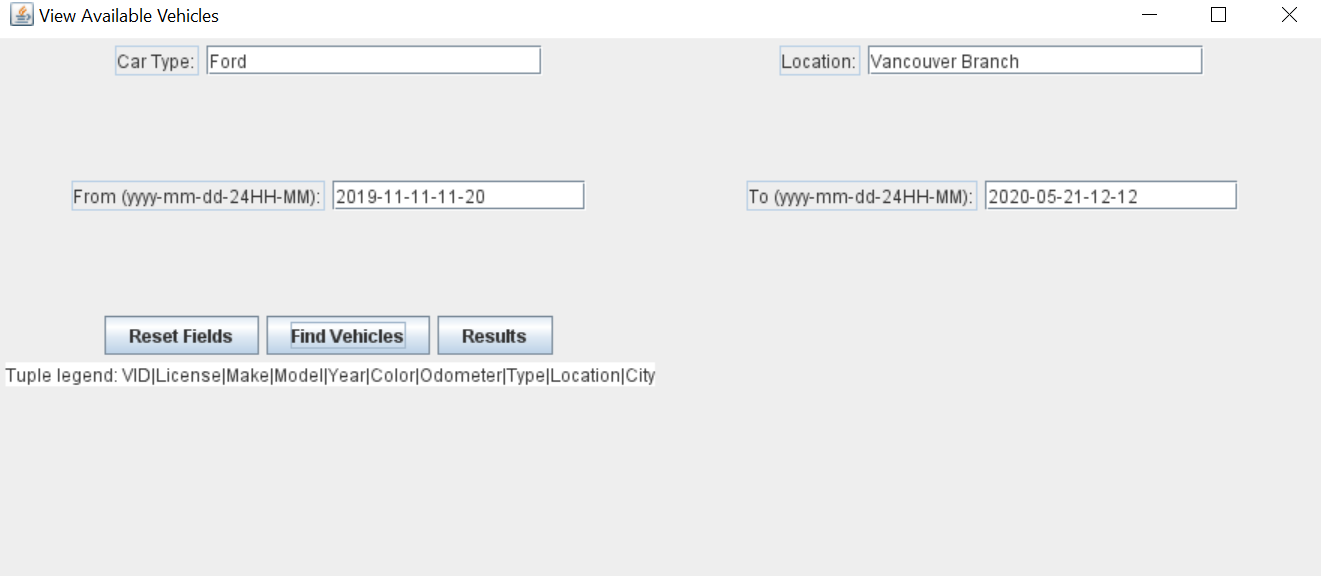 View Available Vehicles
Car Type: Ford Location: Vancouver Branch
From (yyyy-mm-dd-24HH-MM): 2019-11-11-11-20 To (yyyy-mm-dd-24HH-MM): 2020-05-21-12-12
Reset Fields Find Vehicles Results
Tuple legend: VID|License|Make|Model|Year|Color|Odometer|Type|Location|City